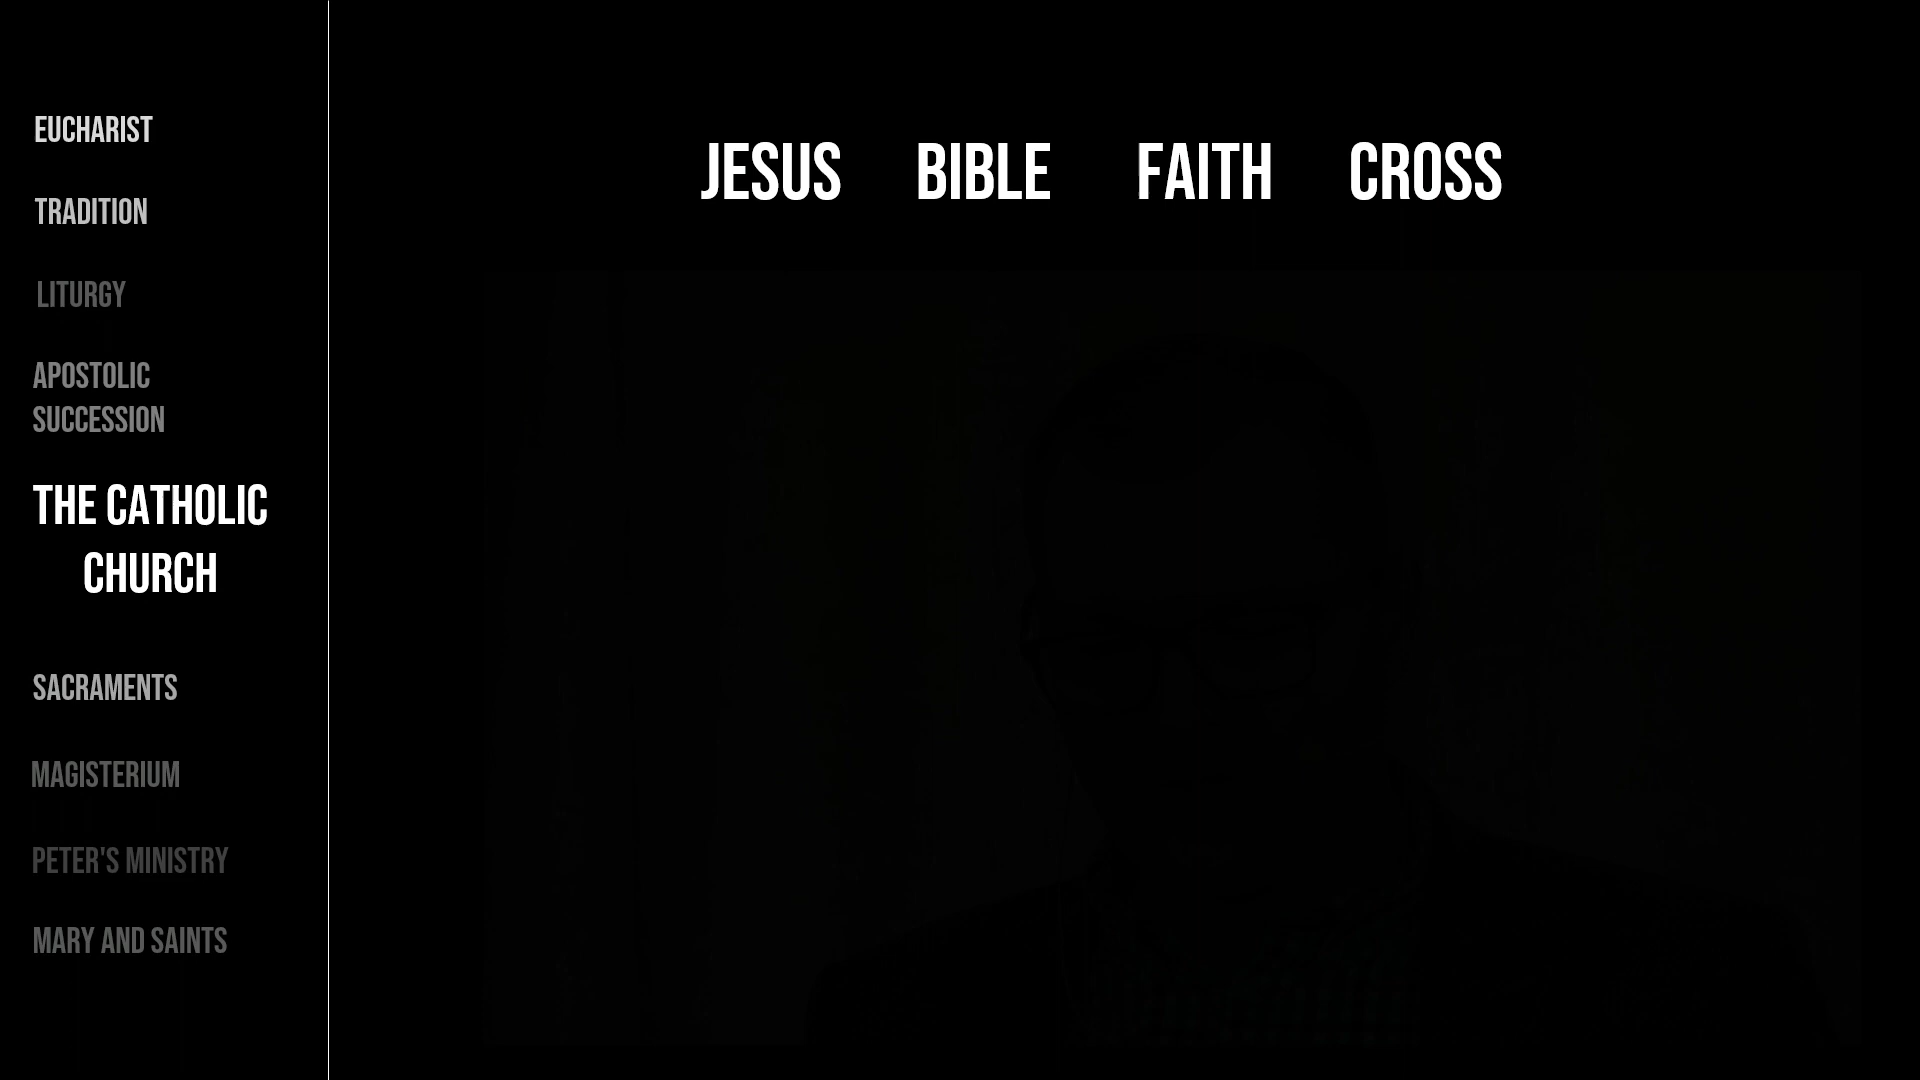 EUCHARIST
TRADITION
LITURGY
APOSTOLIC
SUCCESSION
THE CATHOLIC
CHURCH
SACRAMENTS
MAGISTERIUM
PETER'S MINISTRY
MARY AND SAINTS
JESUS BIBLE FAITH CROSS